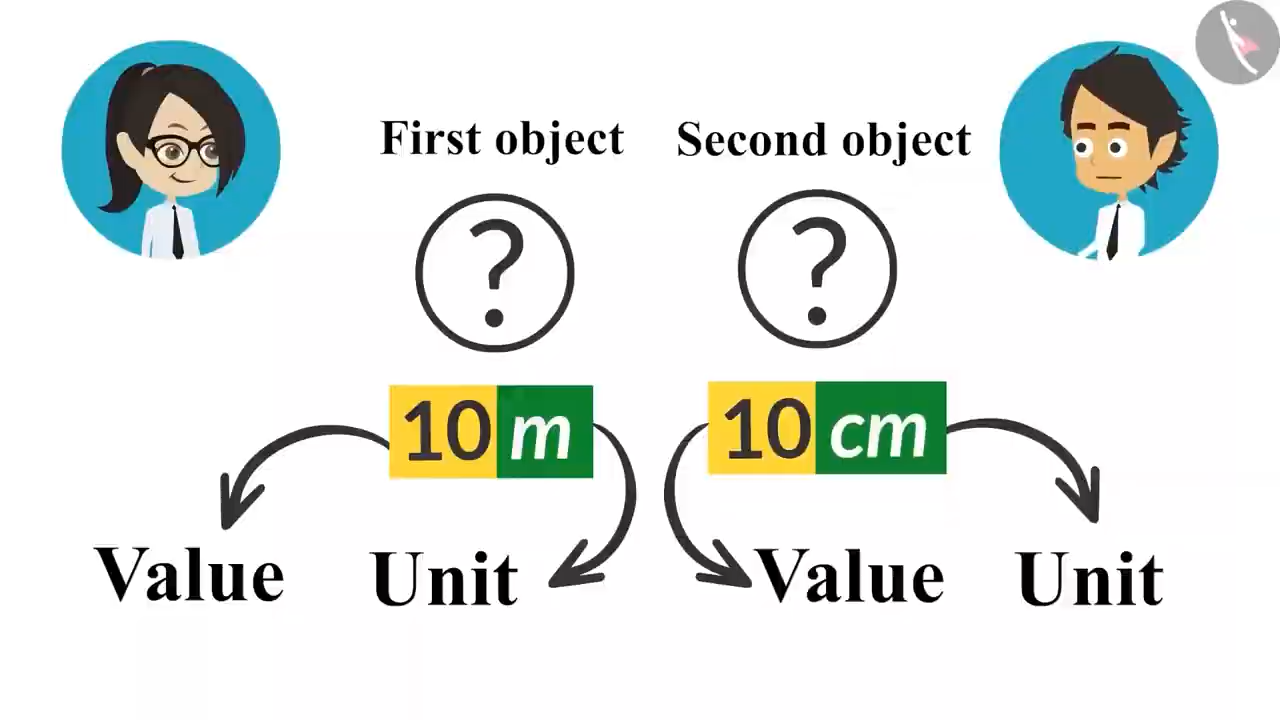 First object
Second object
?
?
10 m
10 cm
Value
Unit
Value
Unit